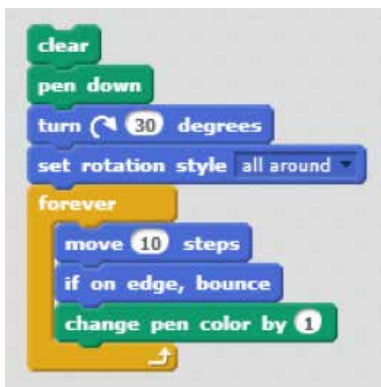 clear
pen down
turn 30 degrees
set rotation style all around
forever
move 10 steps
if on edge, bounce
change pen color by 1